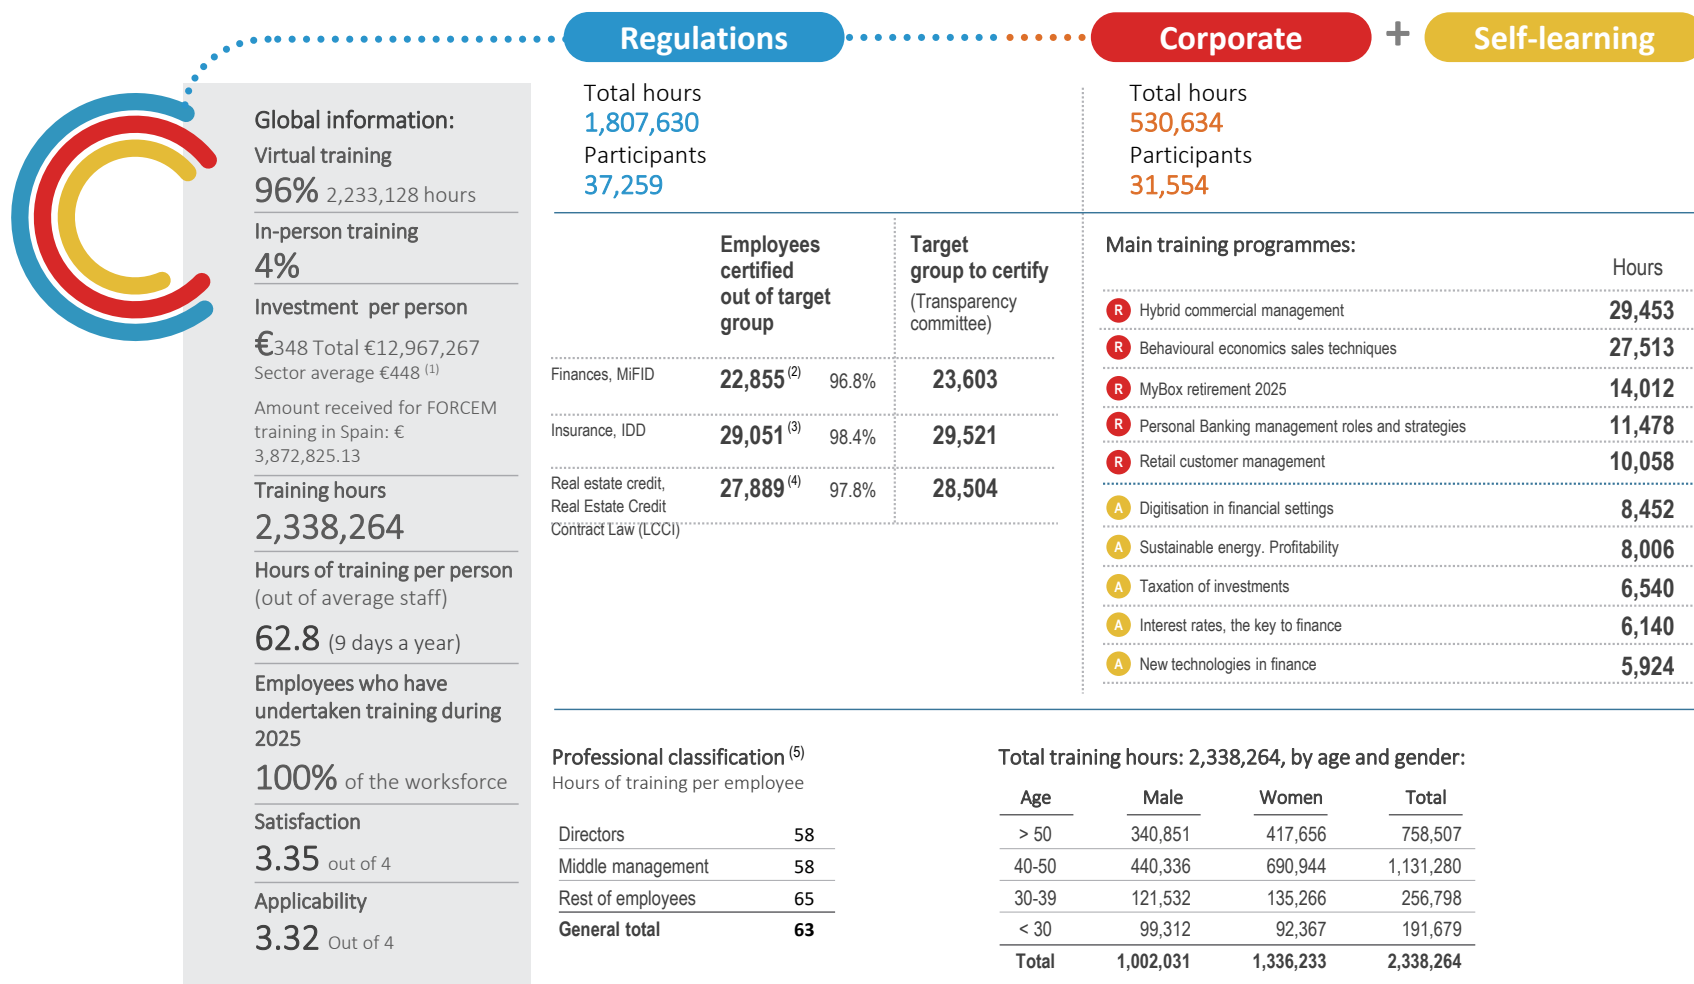 Regulations
Corporate
+
Self-learning
Global information:
Virtual training
96% 2,233,128 hours
In-person training
4%
Investment per person
€348 Total €12,967,267
Sector average €448 (1)
Amount received for FORCEM
training in Spain: €
3,872,825.13
Training hours
2,338,264
Hours of training per person
(out of average staff)
62.8 (9 days a year)
Employees who have
undertaken training during
2025
100% of the worksforce
Satisfaction
3.35 out of 4
Applicability
3.32 Out of 4
Total hours
1,807,630
Participants
37,259
Total hours
530,634
Participants
31,554
Employees
certified
out of target
group
Target
group to certify
(Transparency
committee)
Finances, MiFID 22,855 (2) 96.8% 23,603
Insurance, IDD 29,051 (3) 98.4% 29,521
Real estate credit, 27,889 (4) 97.8% 28,504
Real Estate Credit
Contract Law (LCCI)
Main training programmes:
Hours
R Hybrid commercial management 29,453
R Behavioural economics sales techniques 27,513
R MyBox retirement 2025 14,012
R Personal Banking management roles and strategies 11,478
R Retail customer management 10,058
A Digitisation in financial settings 8,452
A Sustainable energy. Profitability 8,006
A Taxation of investments 6,540
A Interest rates, the key to finance 6,140
A New technologies in finance 5,924
Professional classification (5)
Hours of training per employee
Directors 58
Middle management 58
Rest of employees 65
General total 63
Total training hours: 2,338,264, by age and gender:
Age Male Women Total
> 50 340,851 417,656 758,507
40-50 440,336 690,944 1,131,280
30-39 121,532 135,266 256,798
< 30 99,312 92,367 191,679
Total 1,002,031 1,336,233 2,338,264